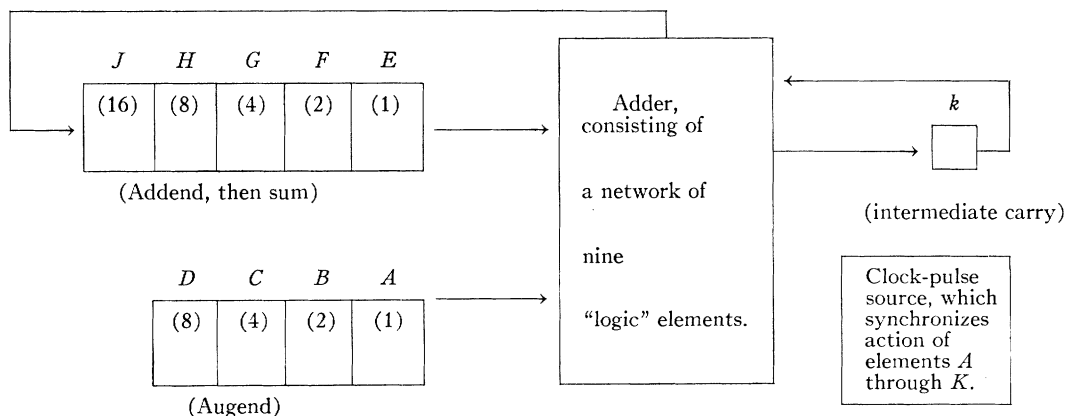 J H G F E
(16) (8) (4) (2) (1)
(Addend, then sum)
D C B A
(8) (4) (2) (1)
(Augend)
Adder,
consisting of
a network of
nine
“logic” elements.
k
(intermediate carry)
Clock-pulse
source, which
synchronizes
action of
elements A
through K.